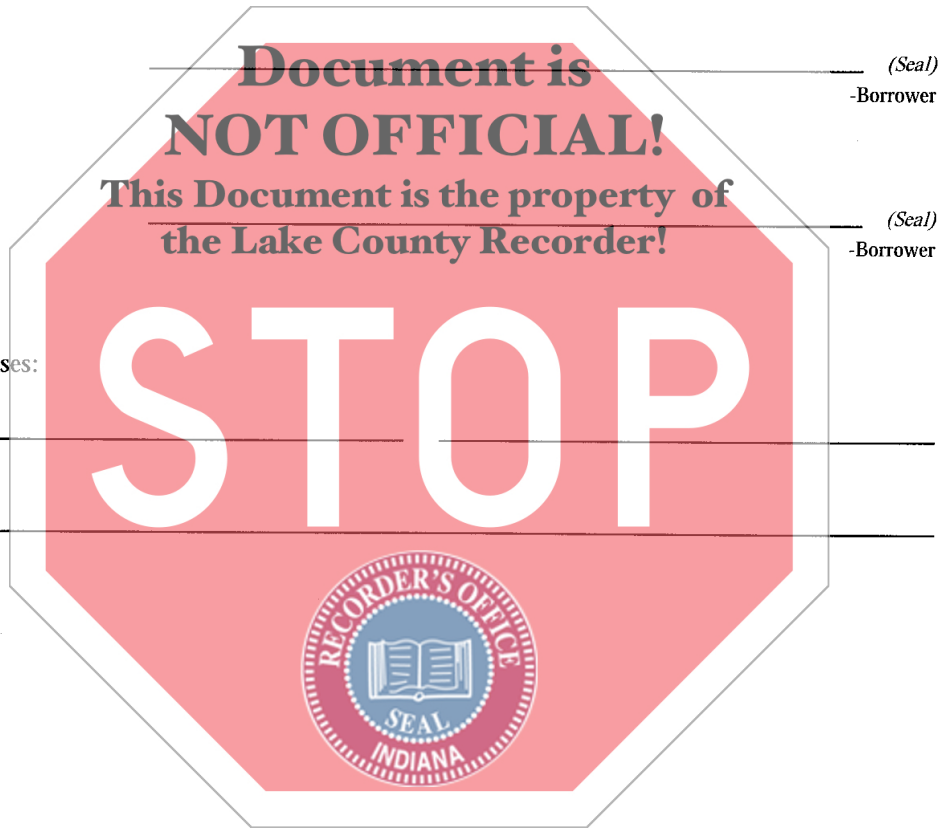 Document is
(Seal)
-Borrower
NOT OFFICIAL!
This Document is the property of
(Seal)
the Lake County Recorder!
-Borrower
ses:
STOP
RECORDER'S OFFICE
SEAL
INDIANA